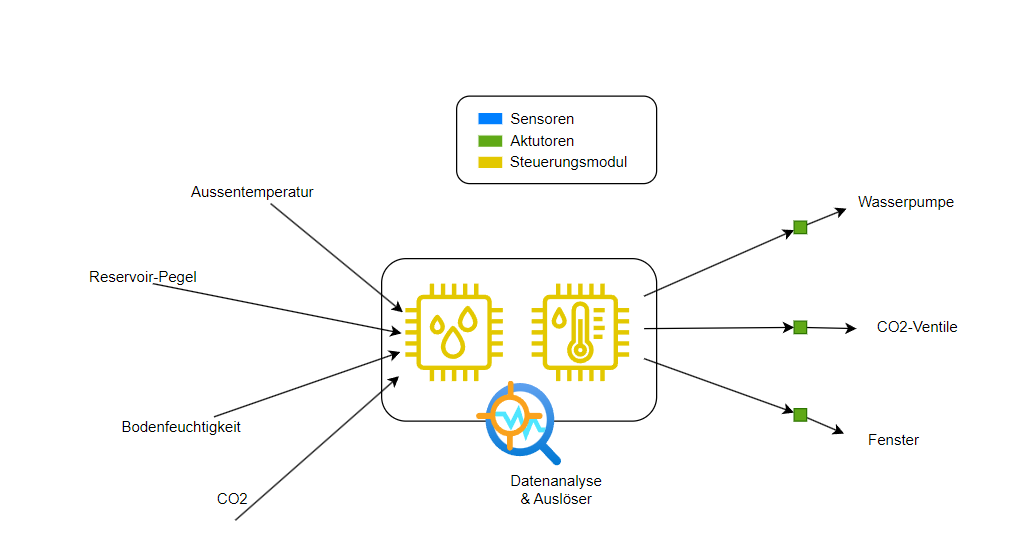 Sensoren
Aktutoren
Steuerungsmodul
Aussentemperatur
Wasserpumpe
Reservoir-Pegel
CO2-Ventile
Bodenfeuchtigkeit
Fenster
CO2
Datenanalyse
& Auslöser